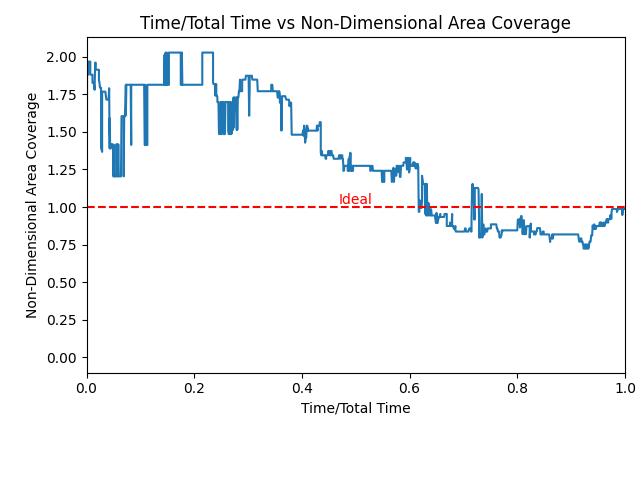 Time/Total Time vs Non-Dimensional Area Coverage
Non-Dimensional Area Coverage
2.00
1.75
1.50
1.25
1.00
0.75
0.50
0.25
0.00
Ideal
0.0 0.2 0.4 0.6 0.8 1.0
Time/Total Time